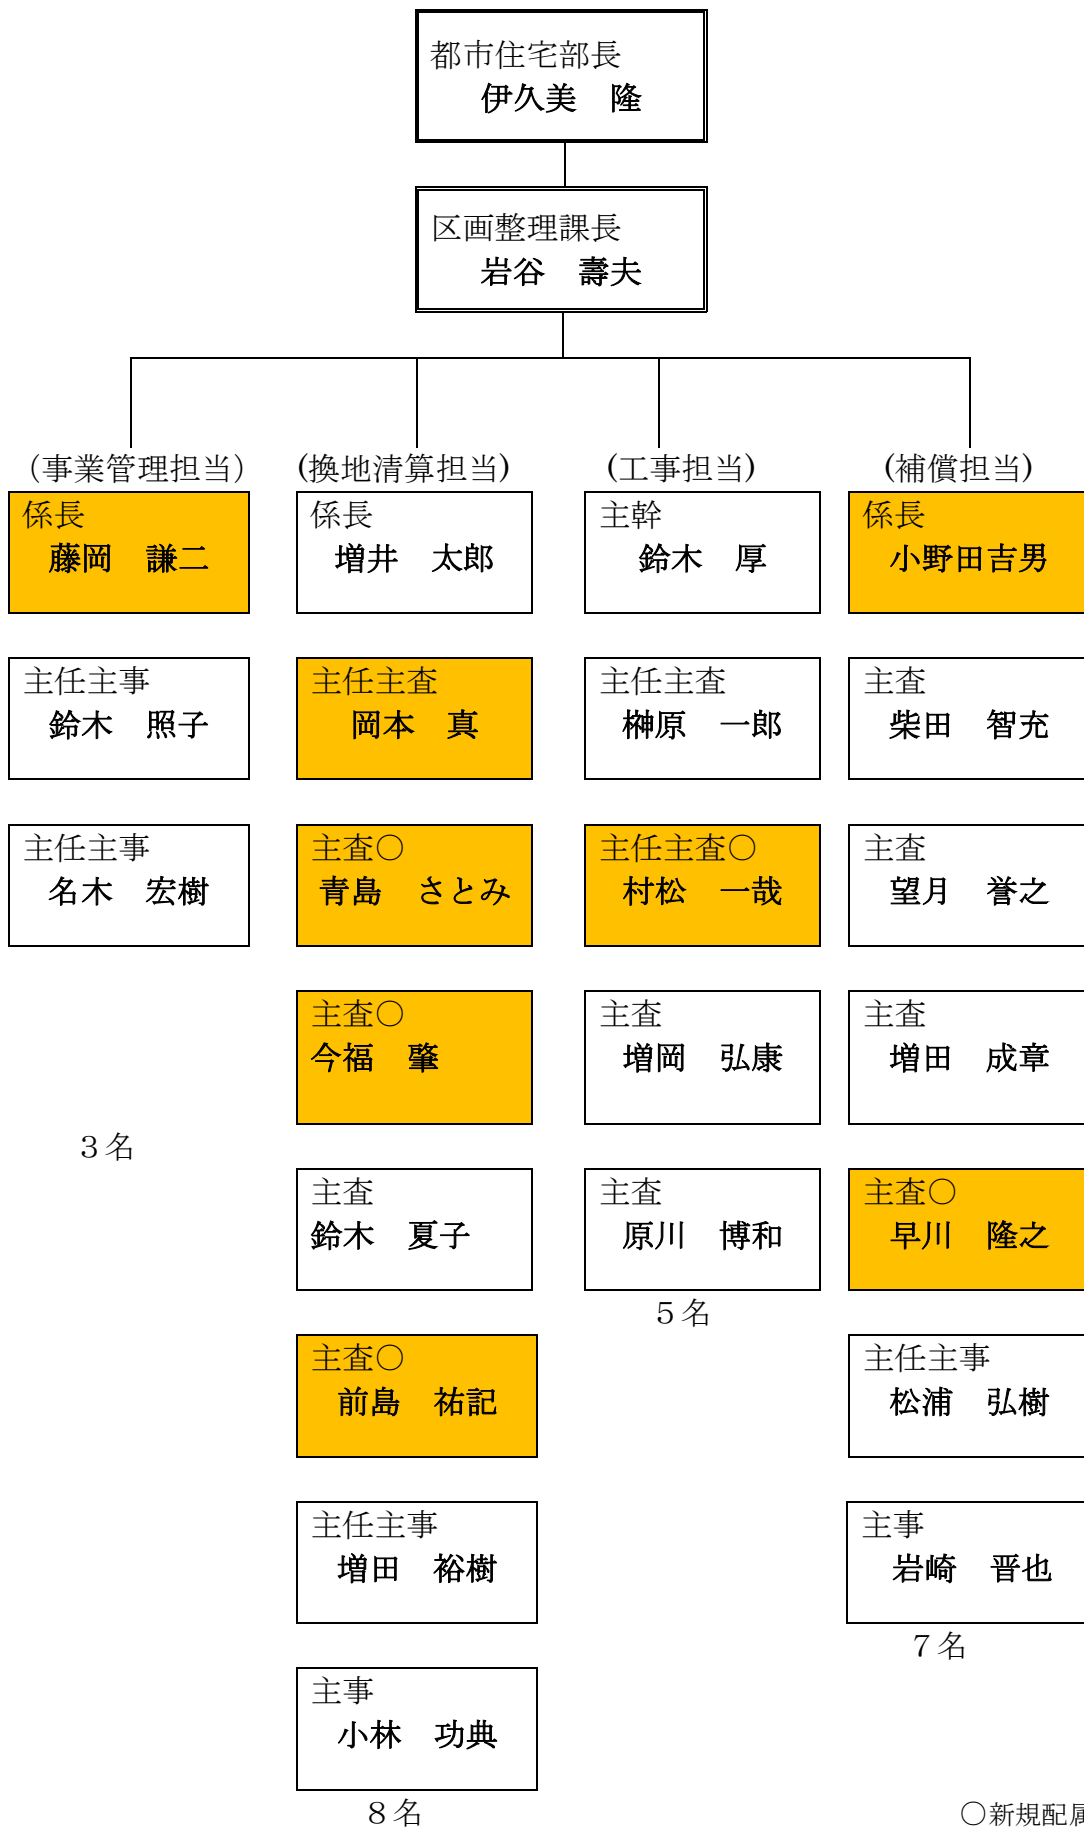 都市住宅部長
伊久美　隆
区画整理課長
岩谷　壽夫
（事業管理担当）
係長
藤岡　謙二
主任主事
鈴木　照子
主任主事
名木　宏樹
３名
(換地清算担当)
係長
増井　太郎
主任主査
岡本　真
主査〇
青島　さとみ
主査〇
今福　肇
主査
鈴木　夏子
主査〇
前島　祐記
主任主事
増田　裕樹
主事
小林　功典
８名
(工事担当)
主幹
鈴木　厚
主任主査
榊原　一郎
主任主査〇
村松　一哉
主査
増岡　弘康
主査
原川　博和
５名
(補償担当)
係長
小野田吉男
主査
柴田　智充
主査
望月　誉之
主査
増田　成章
主査〇
早川　隆之
主任主事
松浦　弘樹
主事
岩崎　晋也
７名
〇新規配属